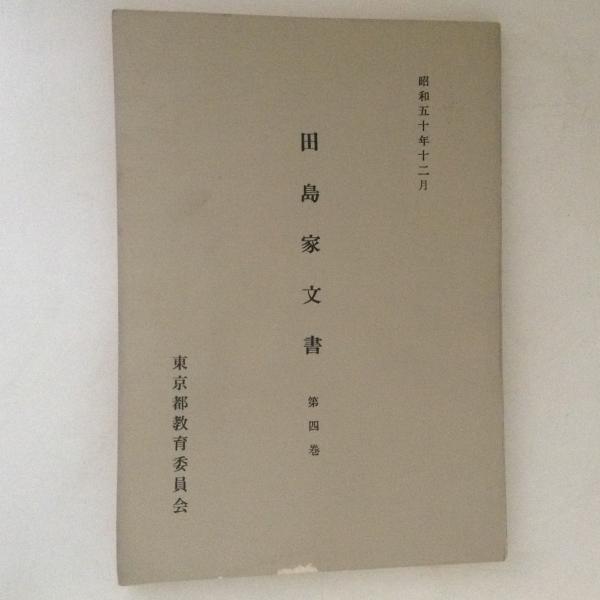 昭和五十年十二月
田島家文書 第四巻
東京都教育委員会